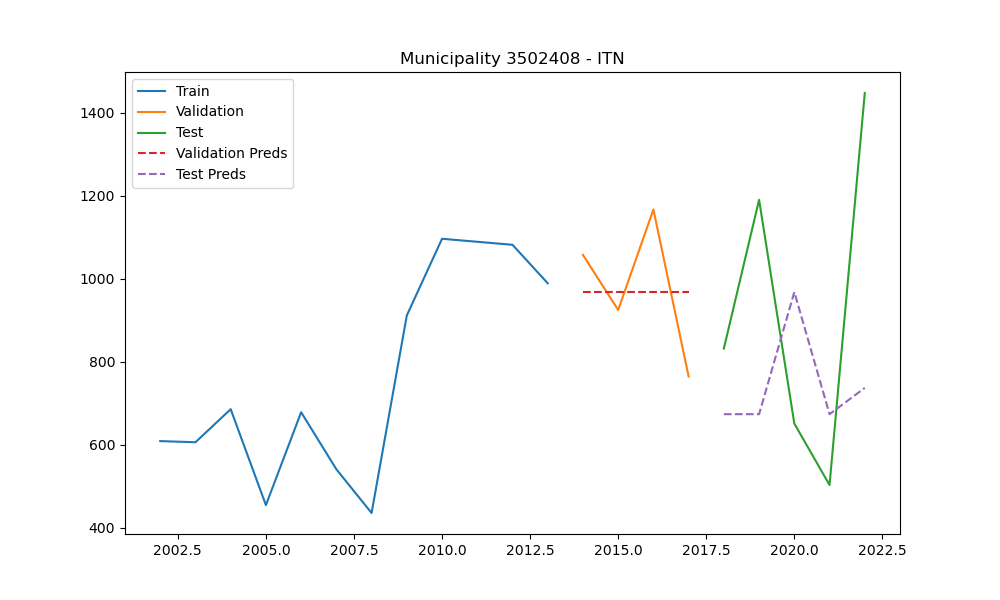 Municipality 3502408 - ITN
Train
Validation
Test
Validation Preds
Test Preds
1400
1200
1000
800
600
400
2002.5 2005.0 2007.5 2010.0 2012.5 2015.0 2017.5 2020.0 2022.5